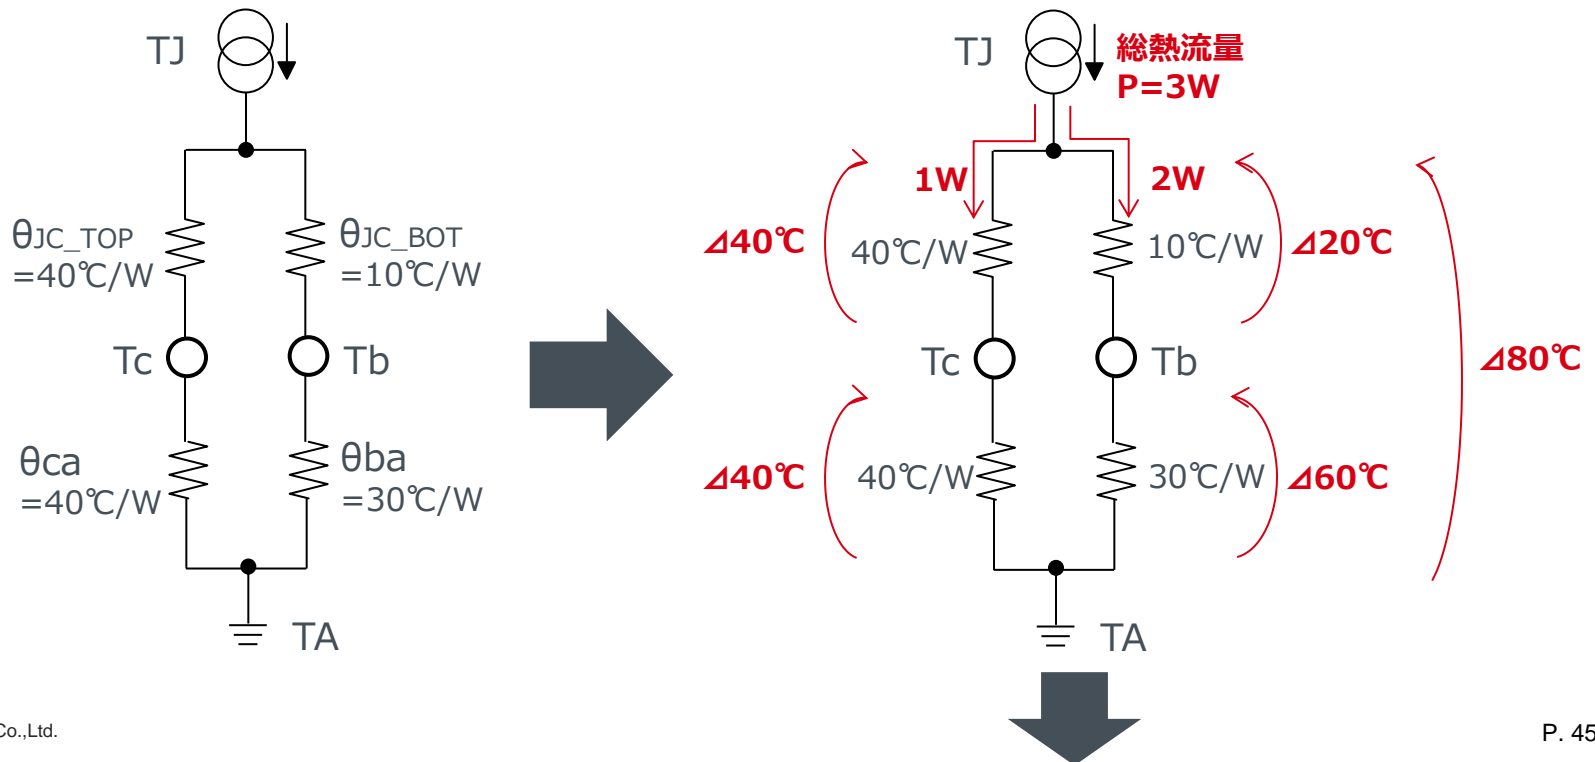 TJ
θJC_TOP
=40℃/W
θJC_BOT
=10℃/W
Tc
Tb
θca
=40℃/W
θba
=30℃/W
TA
TJ
総熱流量
P=3W
1W
2W
⊿40℃
40℃/W
10℃/W
⊿20℃
Tc
Tb
⊿80℃
⊿40℃
40℃/W
30℃/W
⊿60℃
TA
Co.,Ltd.
P. 45